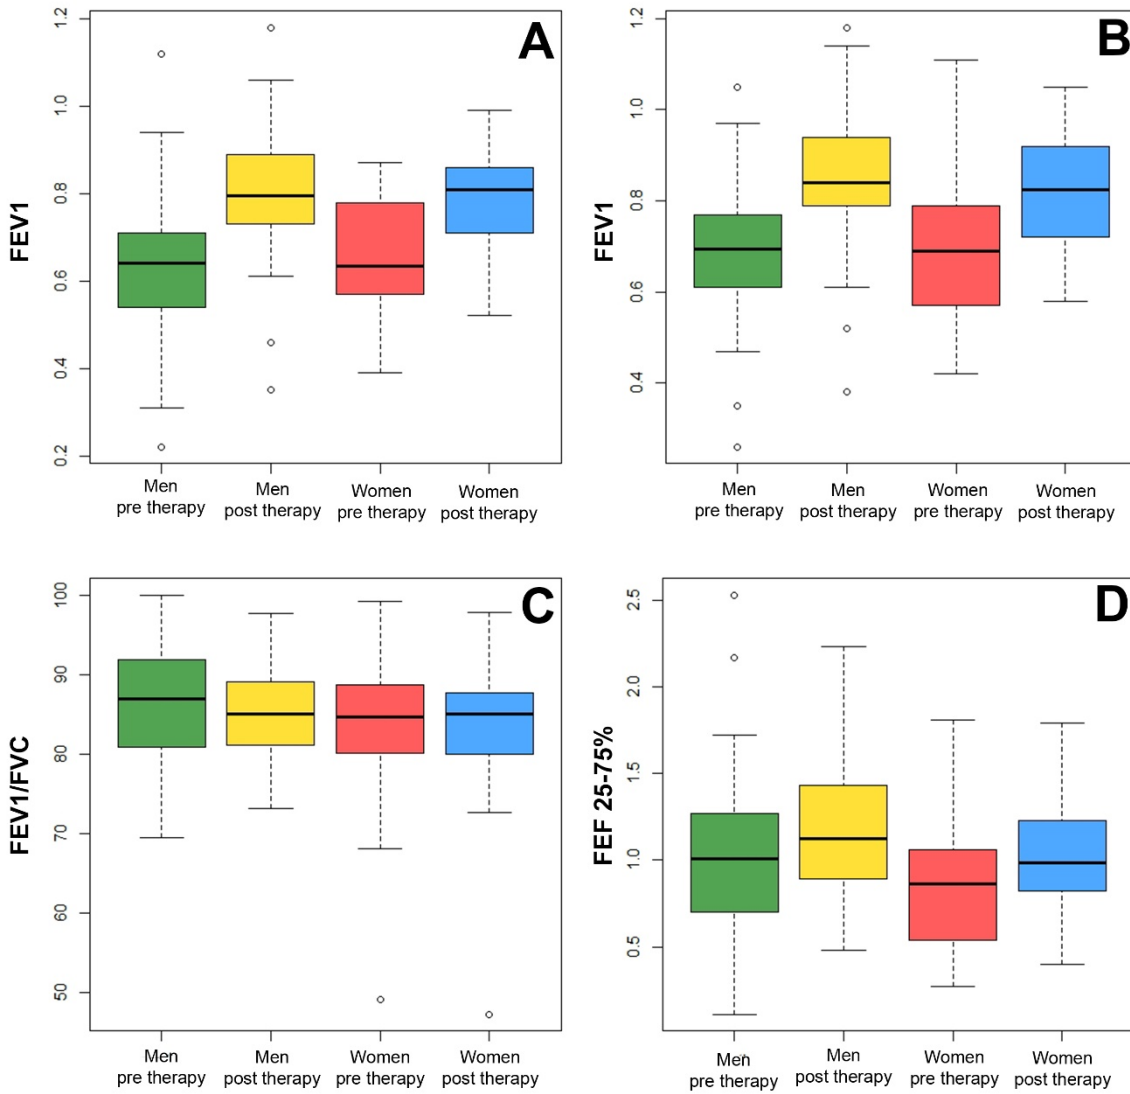 A
FEV1
1.2
1.0
0.8
0.6
0.4
0.2
Men
pre therapy
Men
post therapy
Women
pre therapy
Women
post therapy
B
FEV1
1.2
1.0
0.8
0.6
0.4
Men
pre therapy
Men
post therapy
Women
pre therapy
Women
post therapy
C
FEV1/FVC
100
90
80
70
60
50
Men
pre therapy
Men
post therapy
Women
pre therapy
Women
post therapy
D
FEF 25-75%
2.5
2.0
1.5
1.0
0.5
Men
pre therapy
Men
post therapy
Women
pre therapy
Women
post therapy